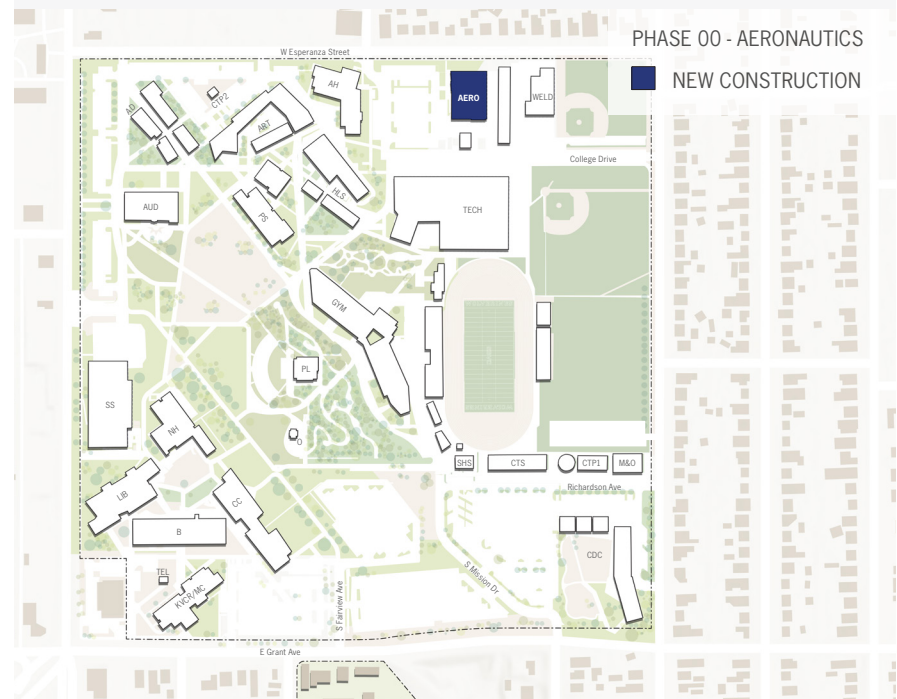 PHASE 00 - AERONAUTICS
NEW CONSTRUCTION
W Esperanza Street
AH
AERO
WELD
CTP2
AD
ART
College Drive
HLS
AUD
PS
TECH
GYM
PL
SS
NH
O
SHS
CTS
CTP1
M&O
LIB
CC
Richardson Ave
B
CDC
TEL
KVCR/MC
S Fairview Ave
S Mission Dr
E Grant Ave